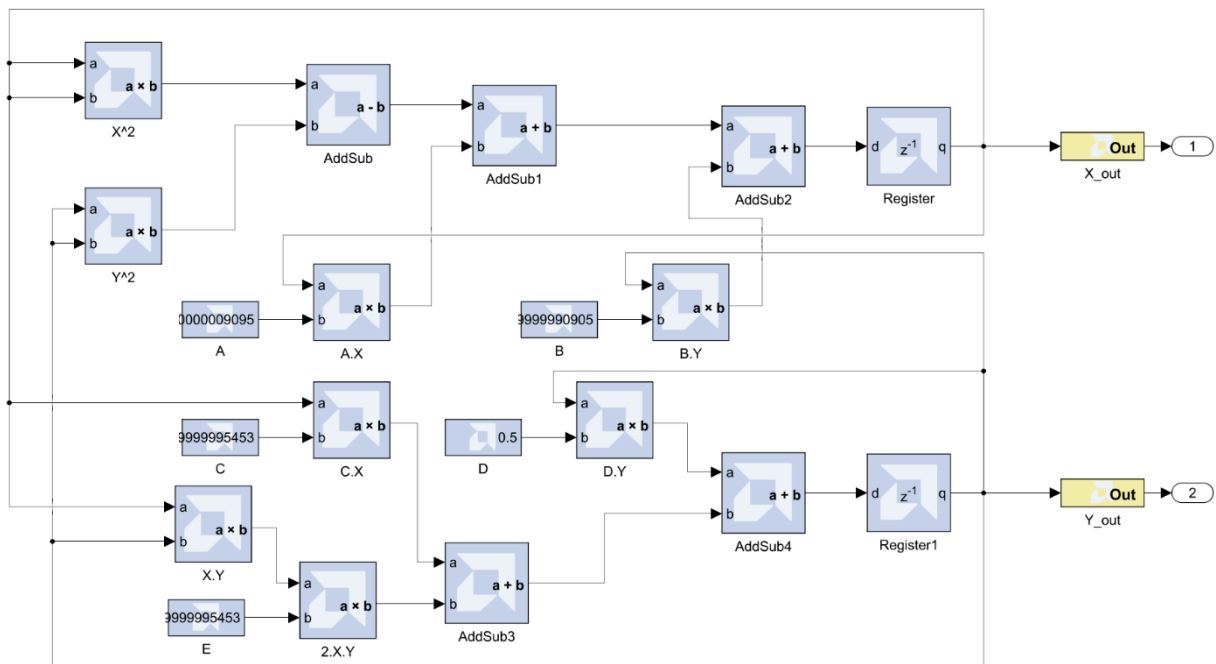 a
b
a × b
X^2
a
b
a - b
AddSub
a
b
a + b
AddSub1
a
b
a + b
AddSub2
d
z-1
q
Register
Out
X_out
1
a
b
a × b
Y^2
0000009095
A
a
b
a × b
A.X
9999990905
B
a
b
a × b
B.Y
9999995453
C
a
b
a × b
C.X
0.5
D
a
b
a × b
D.Y
a
b
a × b
X.Y
9999995453
E
a
b
a × b
2.X.Y
a
b
a + b
AddSub3
a
b
a + b
AddSub4
d
z-1
q
Register1
Out
Y_out
2